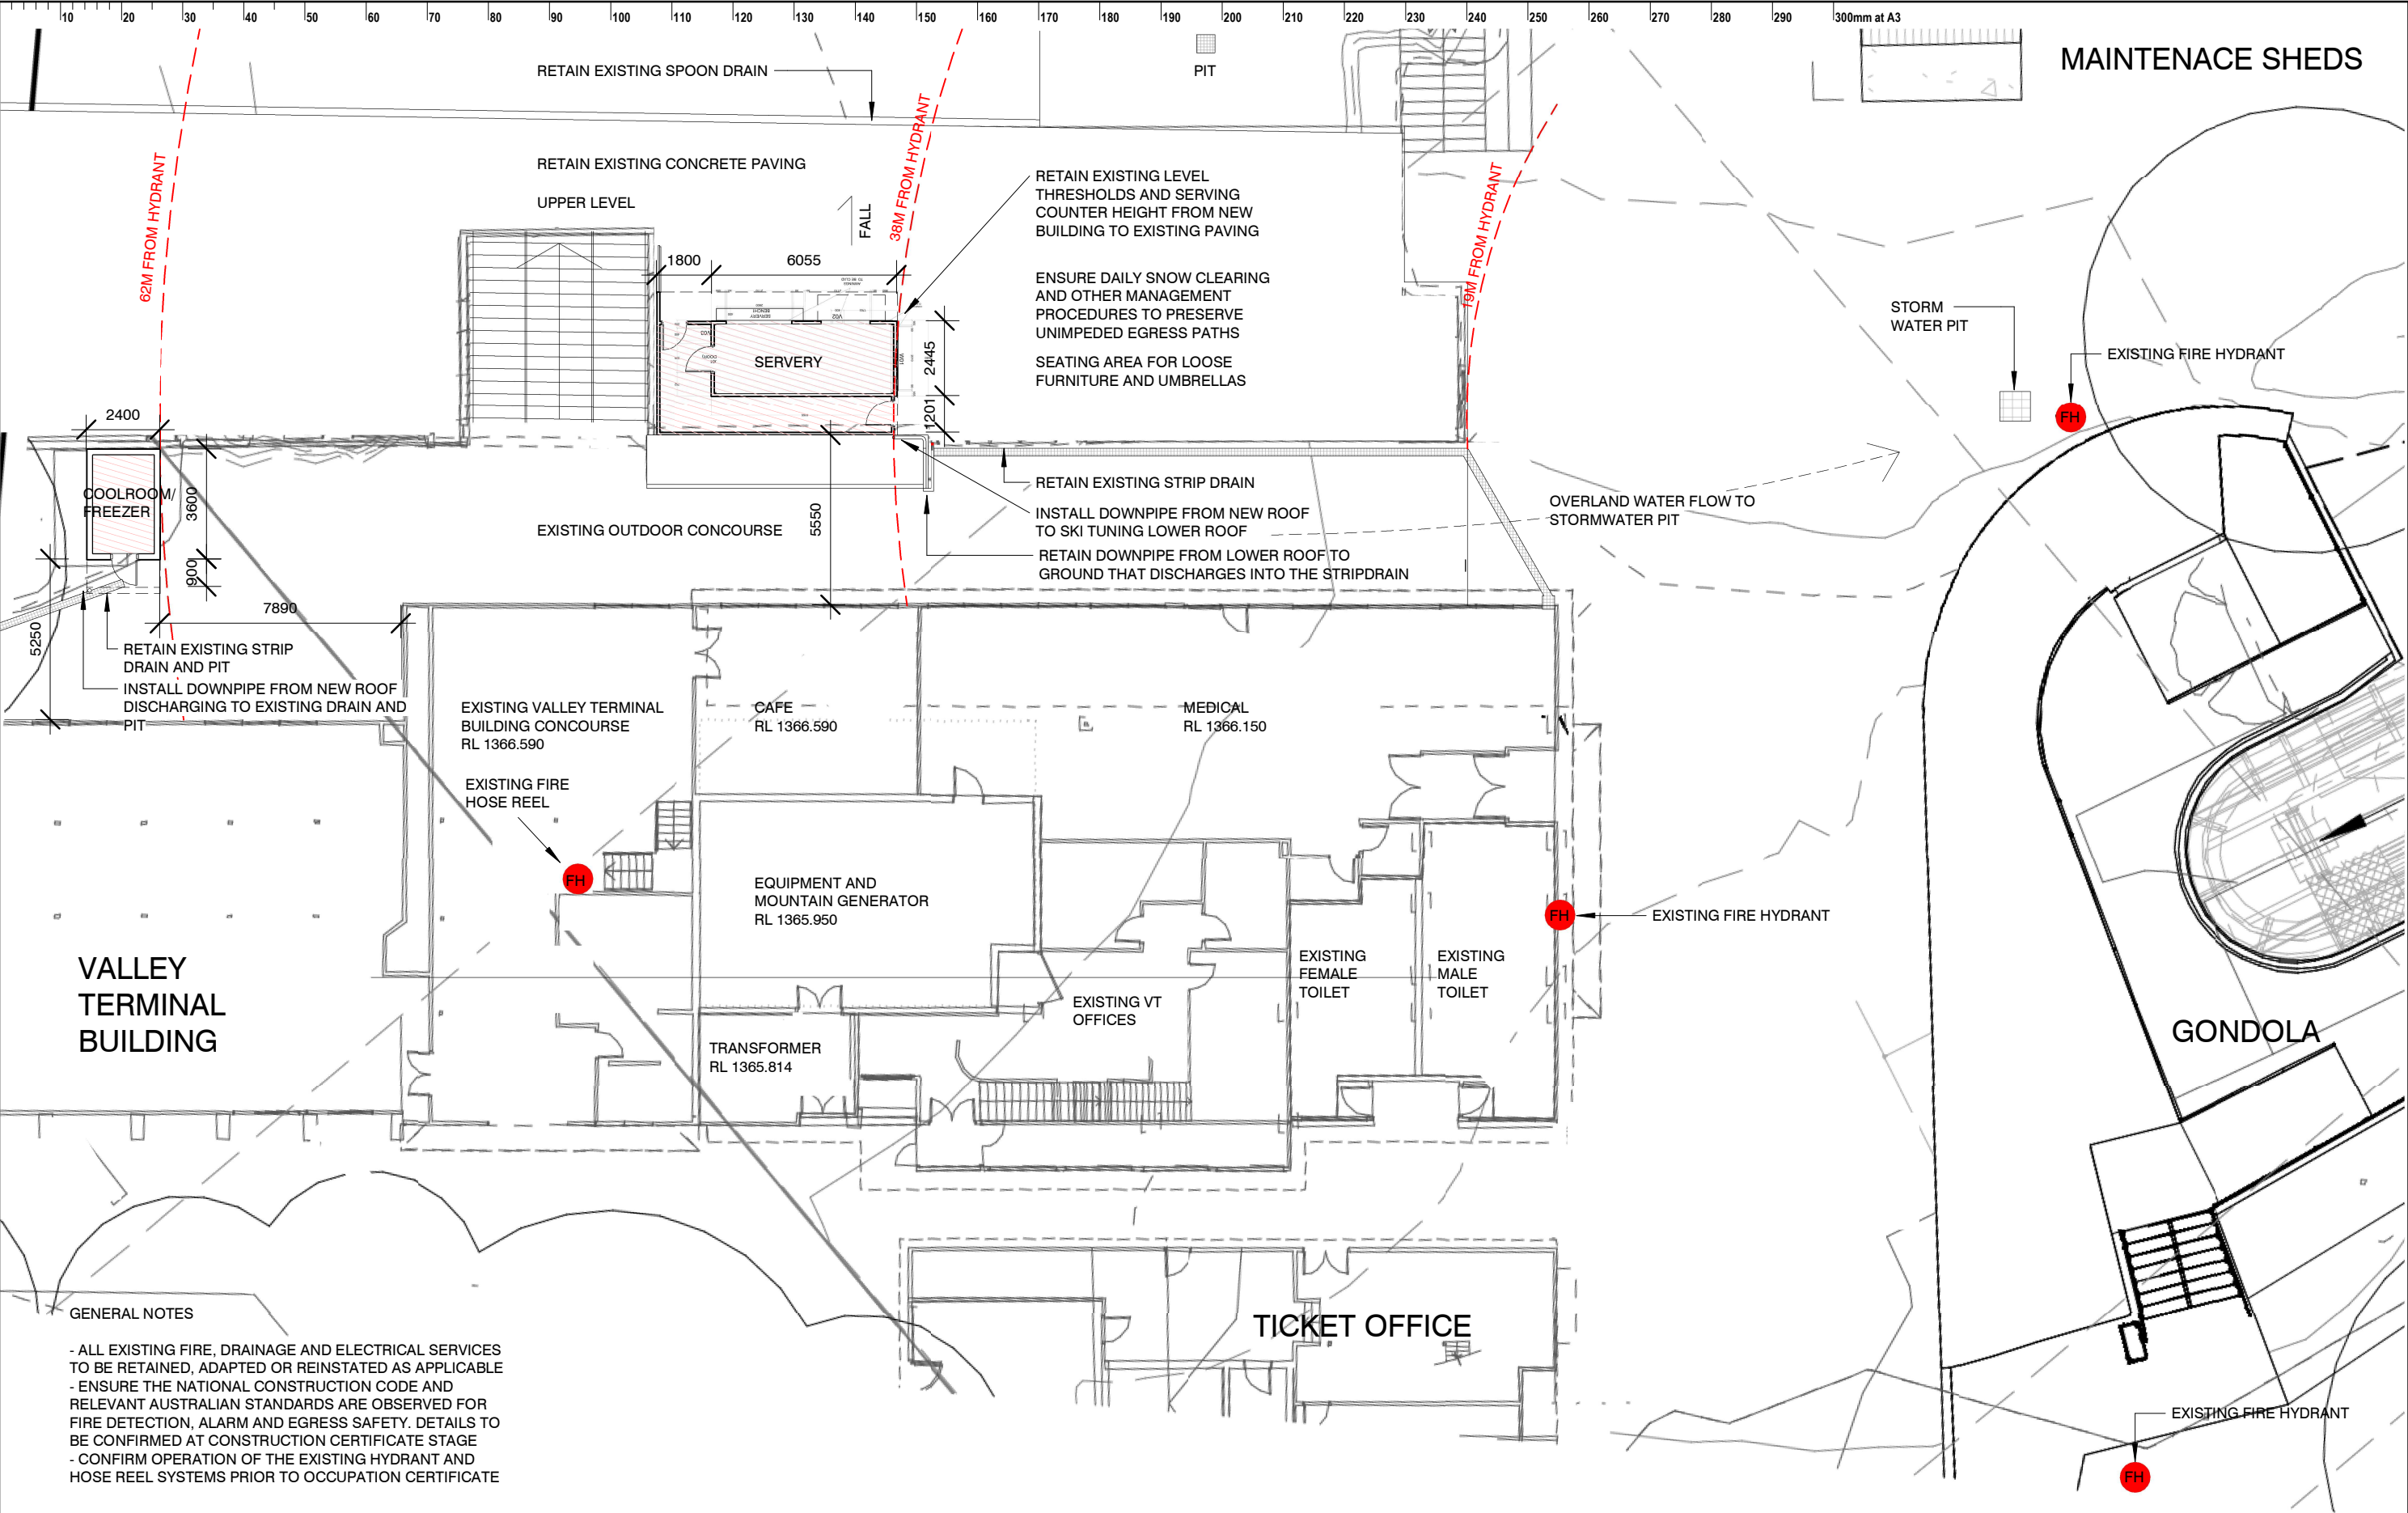 10 20 30 40 50 60 70 80 90 100 110 120 130 140 150 160 170 180 190 200 210 220 230 240 250 260 270 280 290 300mm at A3
MAINTENACE SHEDS
RETAIN EXISTING SPOON DRAIN
PIT
62M FROM HYDRANT
RETAIN EXISTING CONCRETE PAVING
UPPER LEVEL
FALL
38M FROM HYDRANT
RETAIN EXISTING LEVEL
THRESHOLDS AND SERVING
COUNTER HEIGHT FROM NEW
BUILDING TO EXISTING PAVING
ENSURE DAILY SNOW CLEARING
AND OTHER MANAGEMENT
PROCEDURES TO PRESERVE
UNIMPEDED EGRESS PATHS
SEATING AREA FOR LOOSE
FURNITURE AND UMBRELLAS
19M FROM HYDRANT
1800
6055
SERVERY
BENCH
V02
SERVERY
2445
1201
STORM
WATER PIT
EXISTING FIRE HYDRANT
FH
2400
COOLROOM/
FREEZER
3600
900
7890
5250
EXISTING OUTDOOR CONCOURSE
5550
RETAIN EXISTING STRIP DRAIN
INSTALL DOWNPIPE FROM NEW ROOF
TO SKI TUNING LOWER ROOF
RETAIN DOWNPIPE FROM LOWER ROOF TO
GROUND THAT DISCHARGES INTO THE STRIPDRAIN
OVERLAND WATER FLOW TO
STORMWATER PIT
RETAIN EXISTING STRIP
DRAIN AND PIT
INSTALL DOWNPIPE FROM NEW ROOF
DISCHARGING TO EXISTING DRAIN AND
PIT
EXISTING VALLEY TERMINAL
BUILDING CONCOURSE
RL 1366.590
CAFE
RL 1366.590
MEDICAL
RL 1366.150
EXISTING FIRE
HOSE REEL
FH
EQUIPMENT AND
MOUNTAIN GENERATOR
RL 1365.950
FH
EXISTING FIRE HYDRANT
VALLEY
TERMINAL
BUILDING
EXISTING
FEMALE
TOILET
EXISTING
MALE
TOILET
EXISTING VT
OFFICES
TRANSFORMER
RL 1365.814
GONDOLA
TICKET OFFICE
EXISTING FIRE HYDRANT
FH
GENERAL NOTES
- ALL EXISTING FIRE, DRAINAGE AND ELECTRICAL SERVICES
TO BE RETAINED, ADAPTED OR REINSTATED AS APPLICABLE
- ENSURE THE NATIONAL CONSTRUCTION CODE AND
RELEVANT AUSTRALIAN STANDARDS ARE OBSERVED FOR
FIRE DETECTION, ALARM AND EGRESS SAFETY. DETAILS TO
BE CONFIRMED AT CONSTRUCTION CERTIFICATE STAGE
- CONFIRM OPERATION OF THE EXISTING HYDRANT AND
HOSE REEL SYSTEMS PRIOR TO OCCUPATION CERTIFICATE